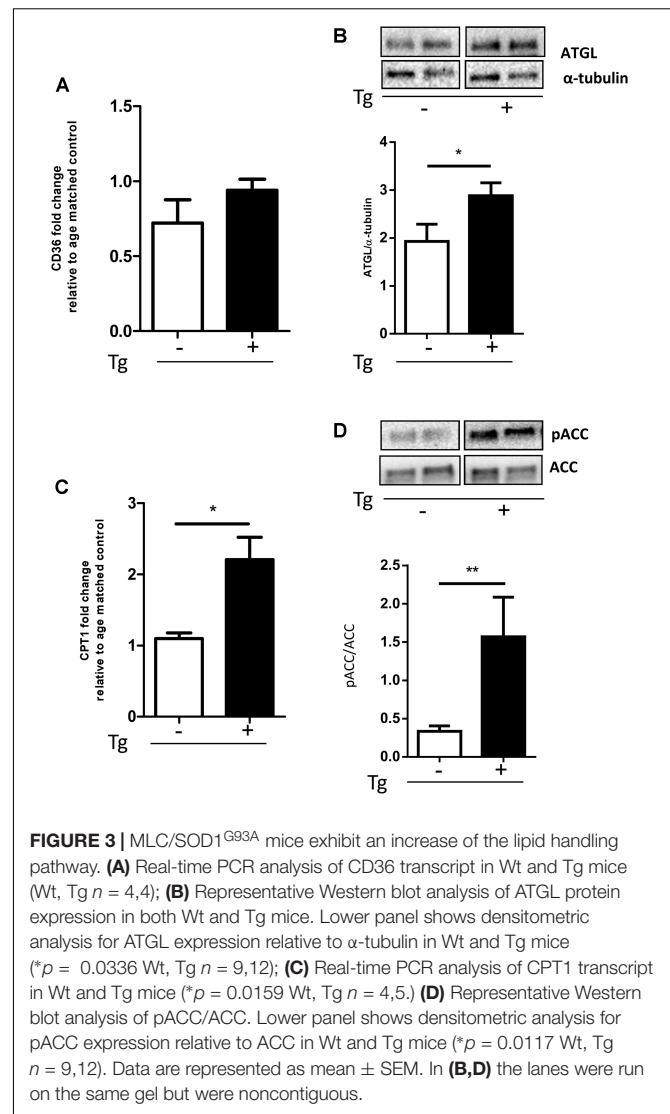 A
1.5
1.0
0.5
0.0
CD36 fold change
relative to age matched control
Tg
-
+
B
ATGL
α-tubulin
Tg
-
+
4
3
2
1
0
ATGL/α-tubulin
*
Tg
-
+
C
3
2
1
0
CPT1 fold change
relative to age matched control
*
Tg
-
+
D
pACC
ACC
Tg
-
+
2.5
2.0
1.5
1.0
0.5
0.0
pACC/ACC
**
Tg
-
+
FIGURE 3 | MLC/SOD1G93A mice exhibit an increase of the lipid handling
pathway. (A) Real-time PCR analysis of CD36 transcript in Wt and Tg mice
(Wt, Tg n = 4,4); (B) Representative Western blot analysis of ATGL protein
expression in both Wt and Tg mice. Lower panel shows densitometric
analysis for ATGL expression relative to α-tubulin in Wt and Tg mice
(*p = 0.0336 Wt, Tg n = 9,12); (C) Real-time PCR analysis of CPT1 transcript
in Wt and Tg mice (*p = 0.0159 Wt, Tg n = 4,5.) (D) Representative Western
blot analysis of pACC/ACC. Lower panel shows densitometric analysis for
pACC expression relative to ACC in Wt and Tg mice (*p = 0.0117 Wt, Tg
n = 9,12). Data are represented as mean ± SEM. In (B,D) the lanes were run
on the same gel but were noncontiguous.